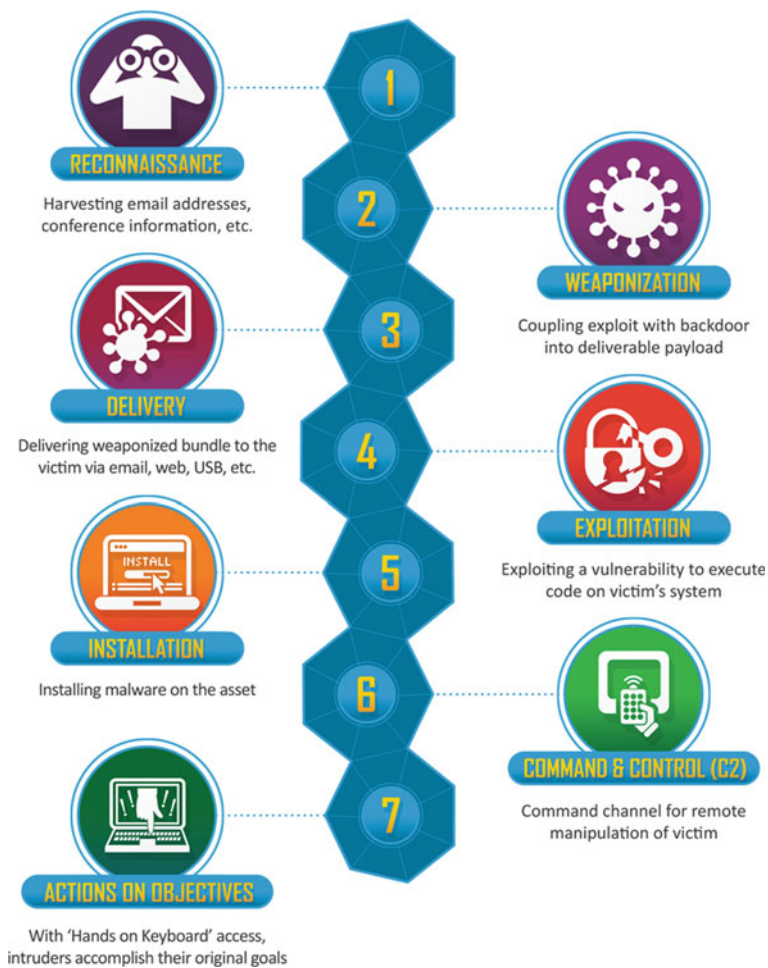 1
RECONNAISSANCE
Harvesting email addresses,
conference information, etc.
2
WEAPONIZATION
Coupling exploit with backdoor
into deliverable payload
3
DELIVERY
Delivering weaponized bundle to the
victim via email, web, USB, etc.
4
EXPLOITATION
Exploiting a vulnerability to execute
code on victim's system
5
INSTALL
INSTALLATION
Installing malware on the asset
6
COMMAND & CONTROL (C2)
Command channel for remote
manipulation of victim
7
ACTIONS ON OBJECTIVES
With 'Hands on Keyboard' access,
intruders accomplish their original goals